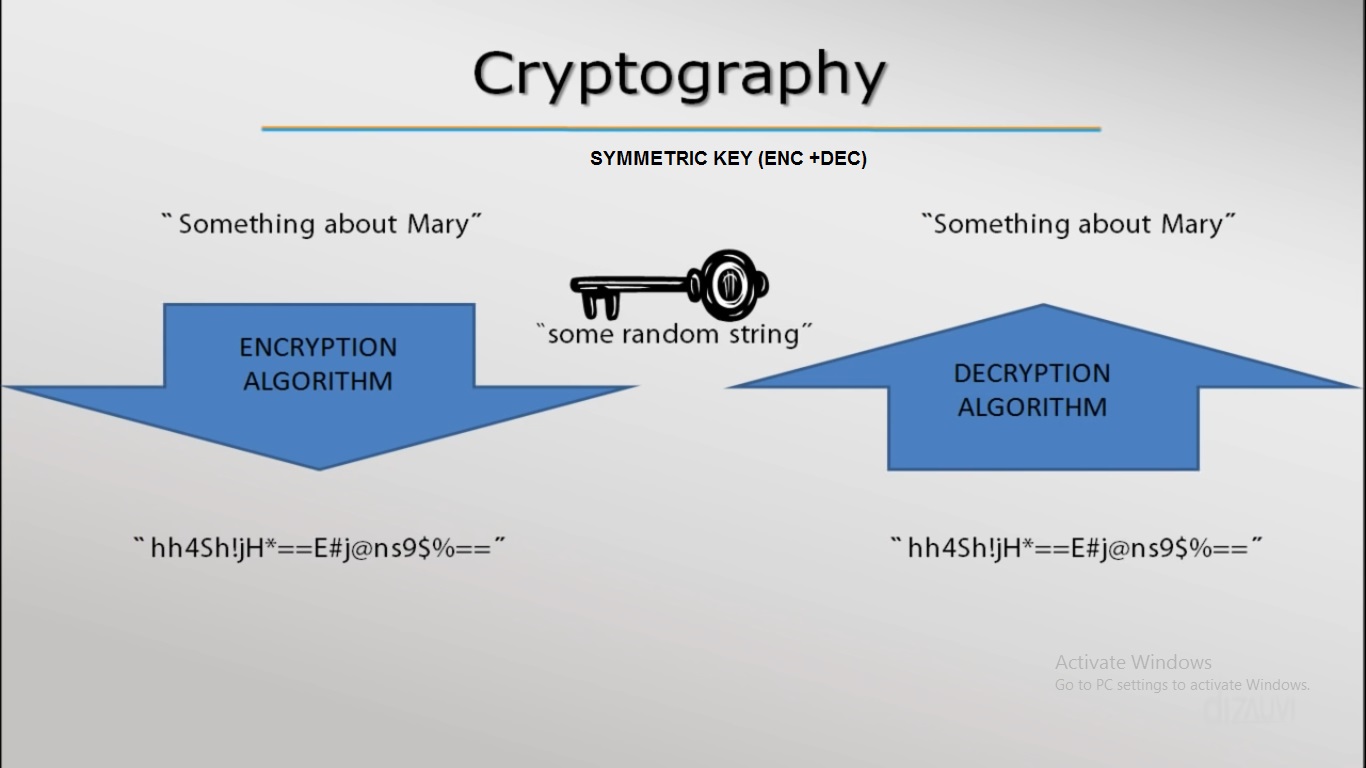 Cryptography
SYMMETRIC KEY (ENC +DEC)
`` Something about Mary˝
``Something about Mary˝
``some random string˝
ENCRYPTION
ALGORITHM
DECRYPTION
ALGORITHM
`` hh4Sh!jH*==E#j@ns9$%==˝
`` hh4Sh!jH*==E#j@ns9$%==˝
Activate Windows
Go to PC settings to activate Windows.